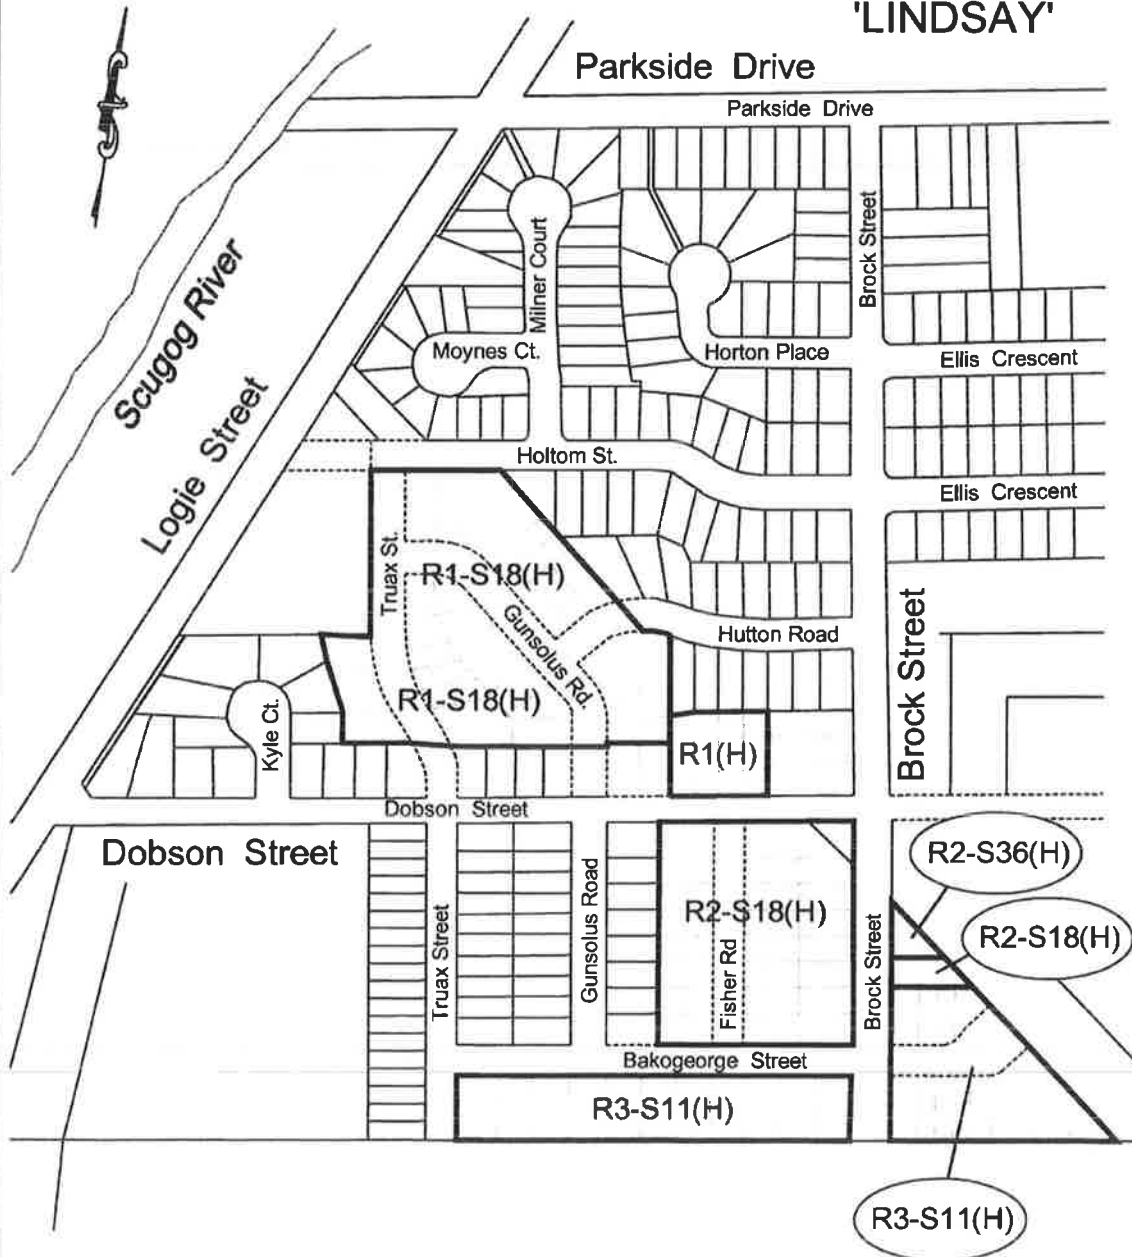 'LINDSAY'
Parkside Drive
Parkside Drive
Brock Street
Milner Court
Scugog River
Moynes Ct.
Horton Place
Ellis Crescent
Logie Street
Holtom St.
Ellis Crescent
Truax St.
R1-S18(H)
Gunsolus Rd.
Hutton Road
Brock Street
R1-S18(H)
Kyle Ct.
R1(H)
Dobson Street
Dobson Street
R2-S36(H)
Gunsolus Road
R2-S18(H)
R2-S18(H)
Truax Street
Fisher Rd
Brock Street
Bakogeorge Street
R3-S11(H)
R3-S11(H)